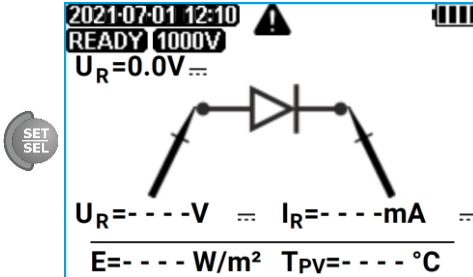 2021-07-01 12:10
READY 1000V
UR=0.0V
SET
SEL
UR=----V IR=----mA
E=---- W/m² TPV=---- °C